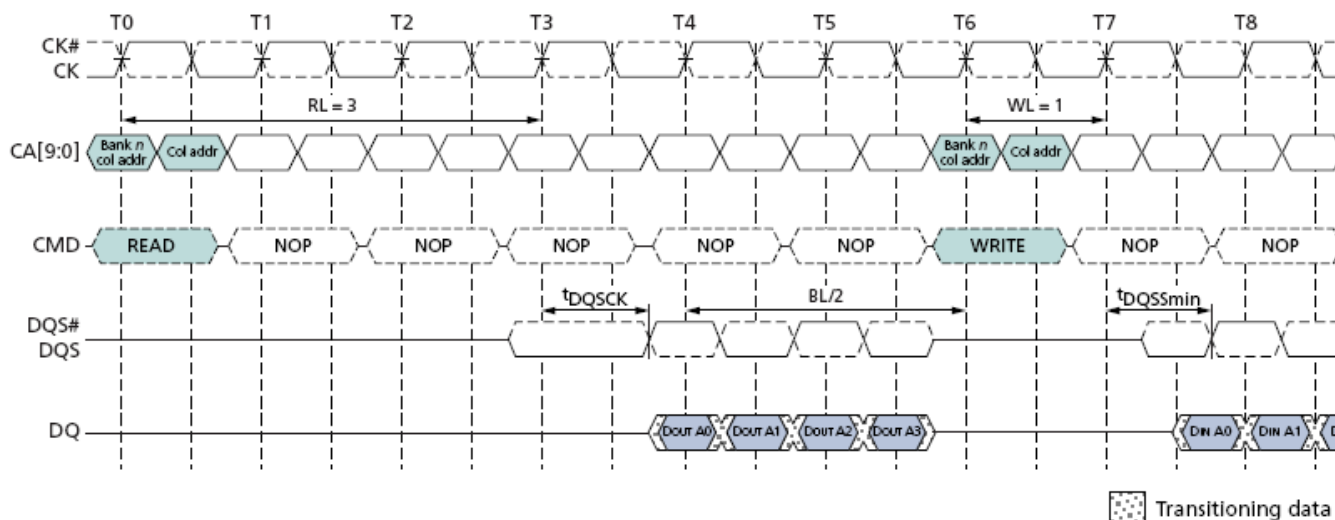 T0 T1 T2 T3 T4 T5 T6 T7 T8
CK#
CK
RL = 3 WL = 1
CA[9:0] Bank n col addr Col addr Bank n col addr Col addr
CMD READ NOP NOP NOP NOP NOP WRITE NOP NOP
tDQSCK BL/2 tDQSSmin
DQS#
DQS
DQ DOUT A0 DOUT A1 DOUT A2 DOUT A3 DIN A0 DIN A1 D
Transitioning data